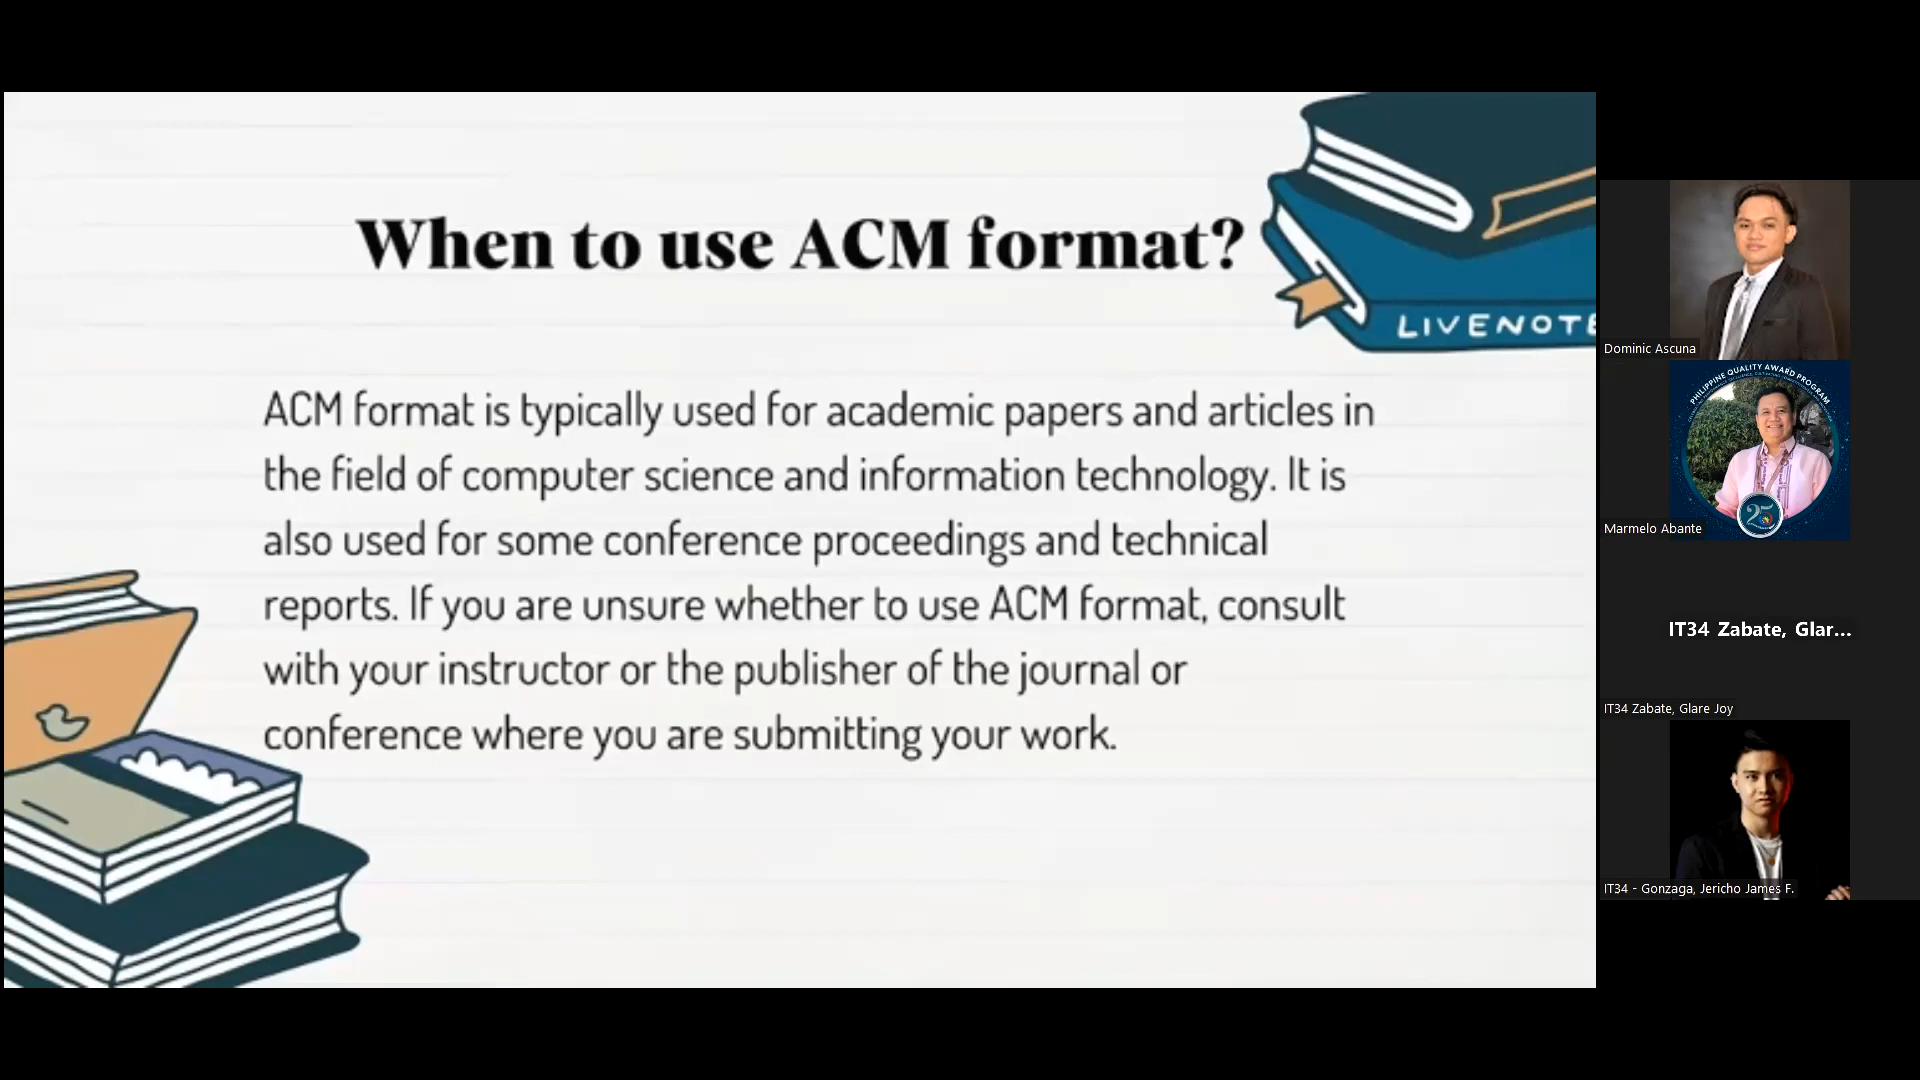 When to use ACM format?
LIVENOTE
ACM format is typically used for academic papers and articles in
the field of computer science and information technology. It is
also used for some conference proceedings and technical
reports. If you are unsure whether to use ACM format, consult
with your instructor or the publisher of the journal or
conference where you are submitting your work.
Dominic Ascuna
PHILIPPINE QUALITY AWARD PROGRAM
25
Marmelo Abante
IT34 Zabate, Glar...
IT34 Zabate, Glare Joy
IT34 - Gonzaga, Jericho James F.